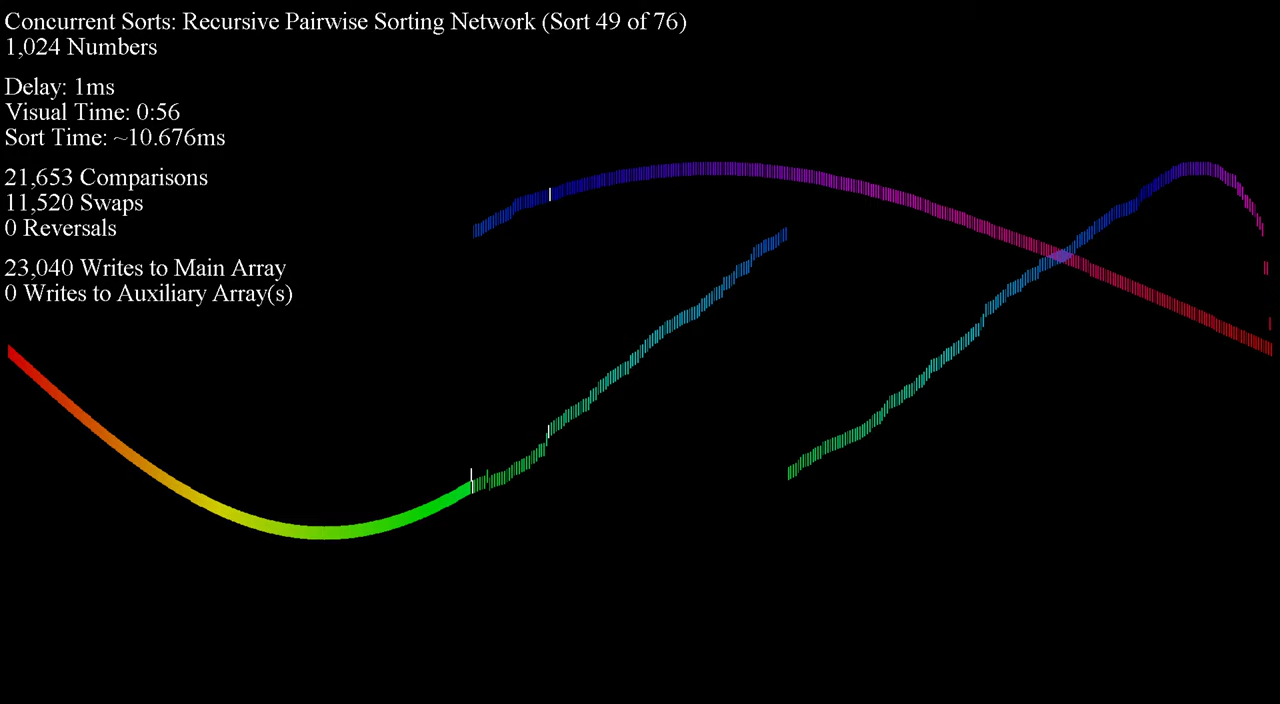 Concurrent Sorts: Recursive Pairwise Sorting Network (Sort 49 of 76)
1,024 Numbers
Delay: 1ms
Visual Time: 0:56
Sort Time: ~10.676ms
21,653 Comparisons
11,520 Swaps
0 Reversals
23,040 Writes to Main Array
0 Writes to Auxiliary Array(s)